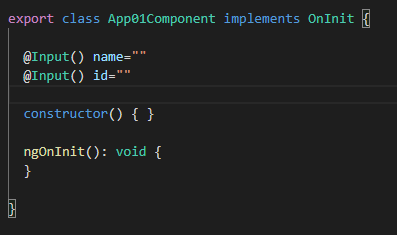 export class App01Component implements OnInit {
@Input() name=""
@Input() id=""
constructor() { }
ngOnInit(): void {
}
}